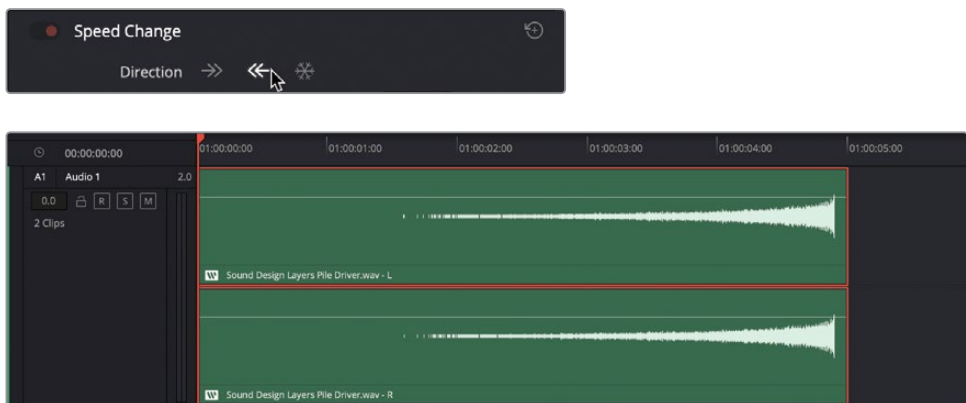 Speed Change
Direction
00:00:00:00
01:00:00:00 01:00:01:00 01:00:02:00 01:00:03:00 01:00:04:00 01:00:05:00
A1 Audio 1 2.0
0.0 R S M
2 Clips
W Sound Design Layers Pile Driver.wav - L
W Sound Design Layers Pile Driver.wav - R